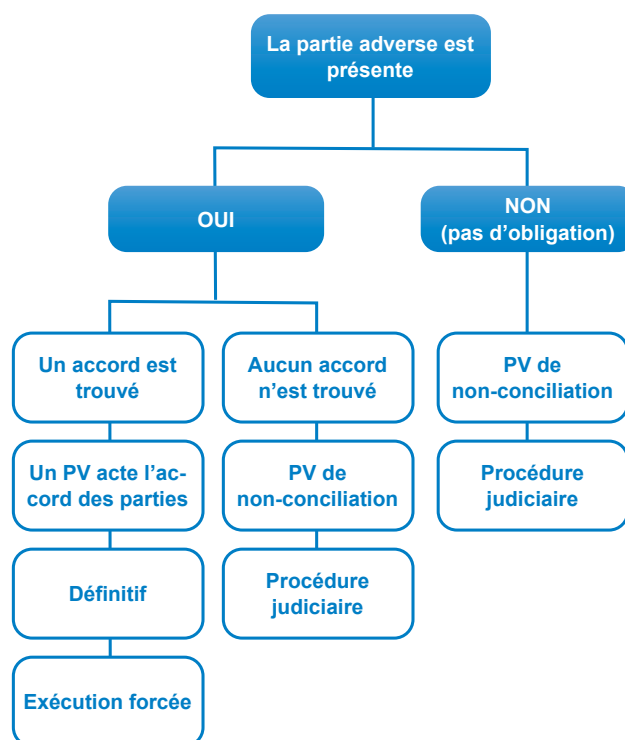 La partie adverse est
présente
OUI
NON
(pas d’obligation)
Un accord est
trouvé
Aucun accord
n’est trouvé
PV de
non-conciliation
Un PV acte l’ac-
cord des parties
PV de
non-conciliation
Procédure
judiciaire
Définitif
Procédure
judiciaire
Exécution forcée